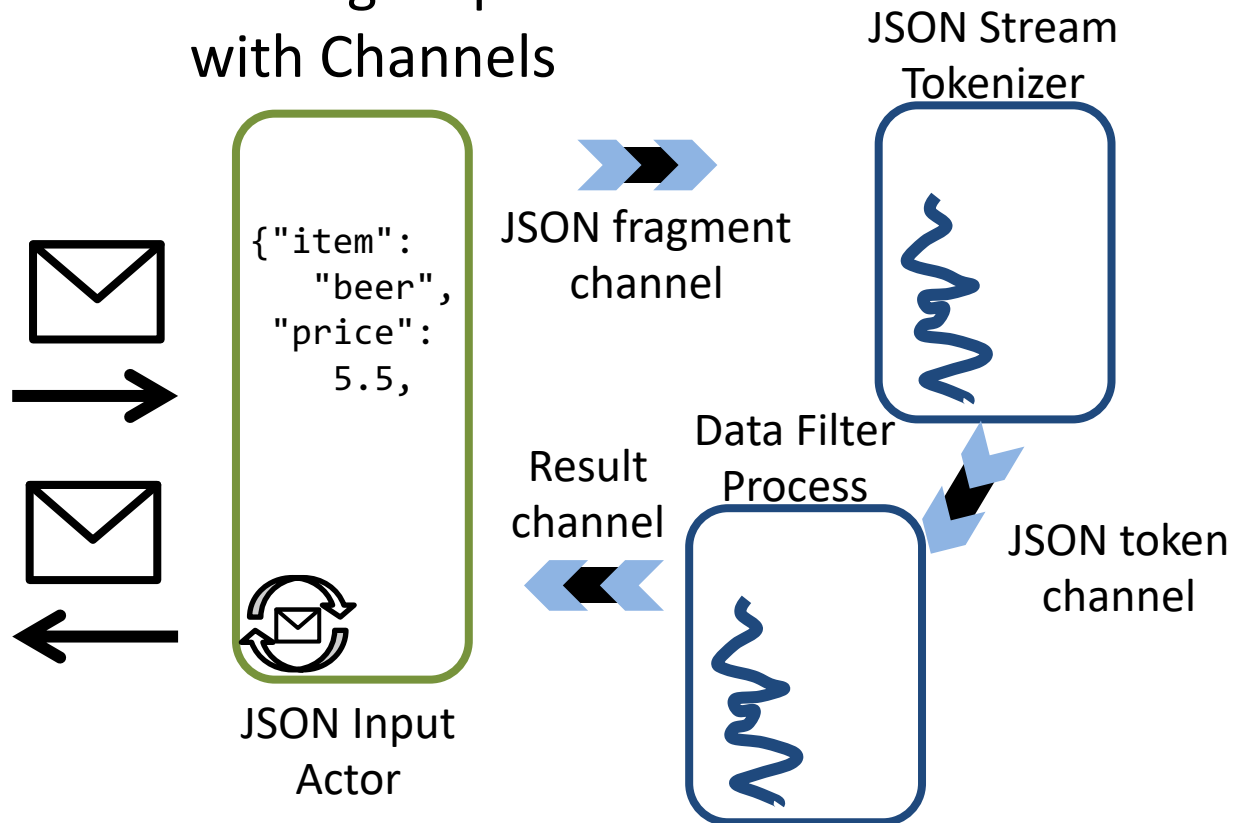 with Channels
JSON Stream
Tokenizer
{"item":
"beer",
"price":
5.5,
JSON fragment
channel
Data Filter
Process
Result
channel
JSON token
channel
JSON Input
Actor